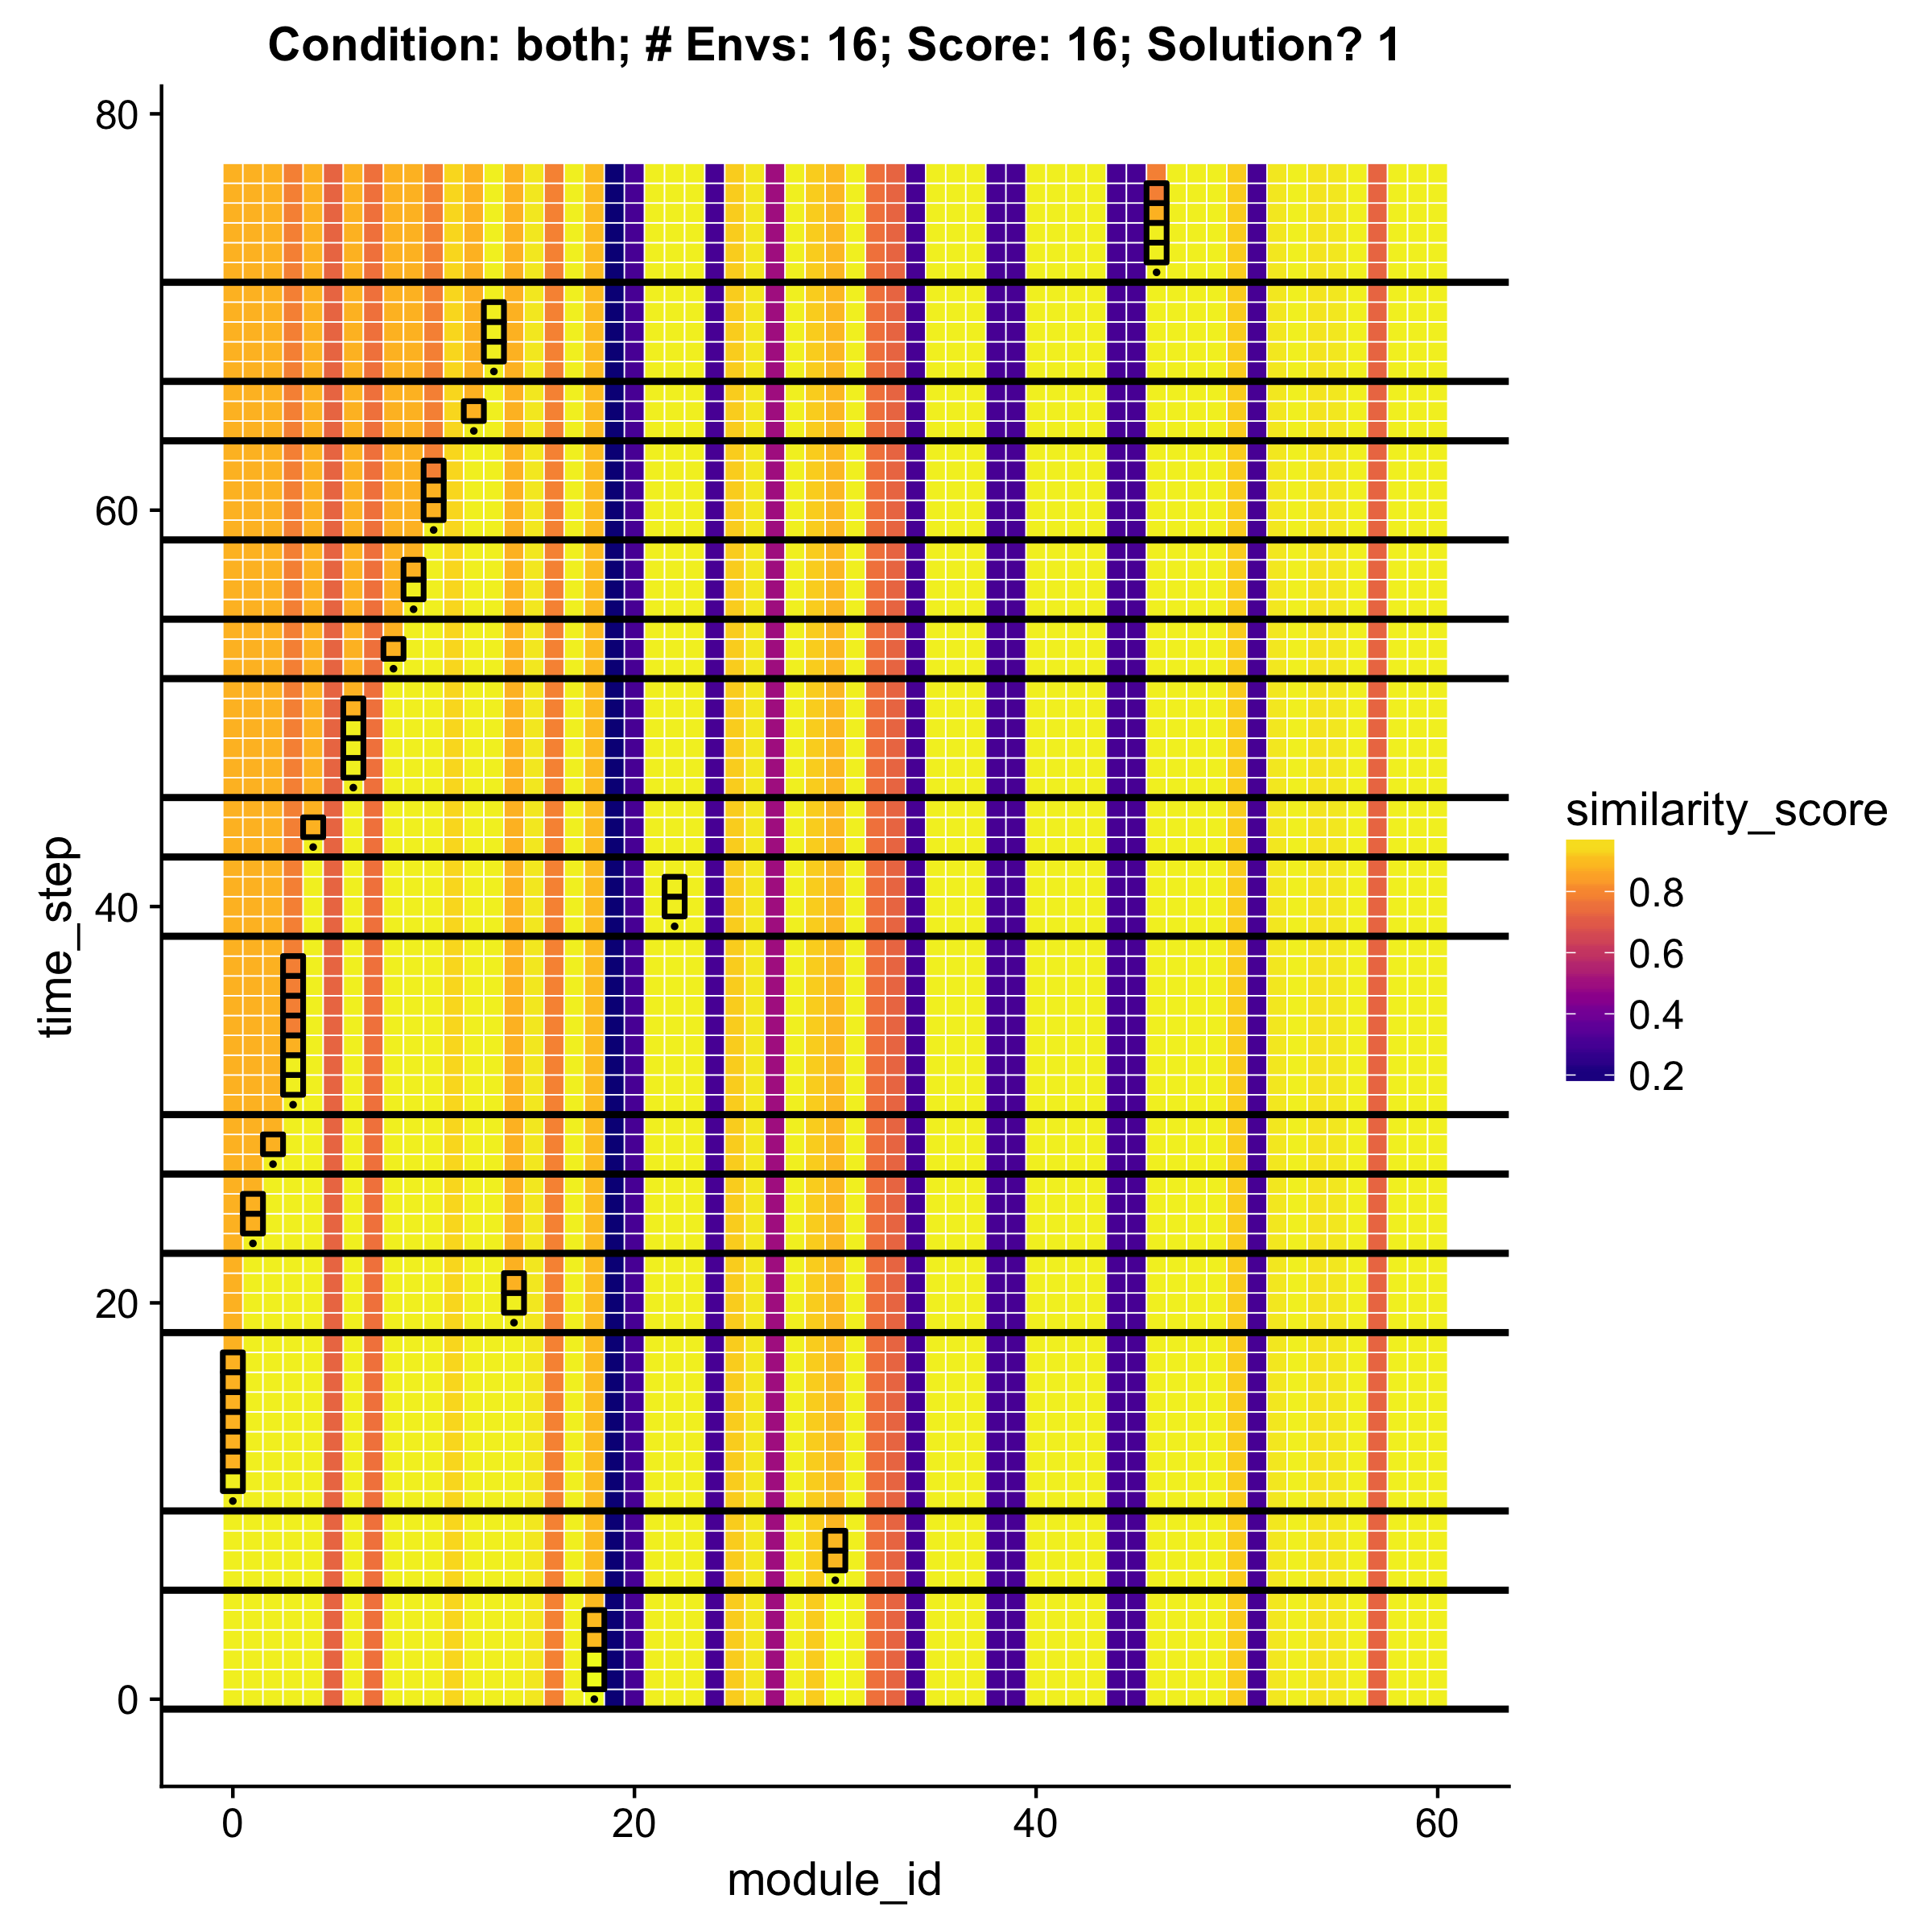 Condition: both; # Envs: 16; Score: 16; Solution? 1
80
60
40
20
0
time_step
0 20 40 60
module_id
similarity_score
0.8
0.6
0.4
0.2